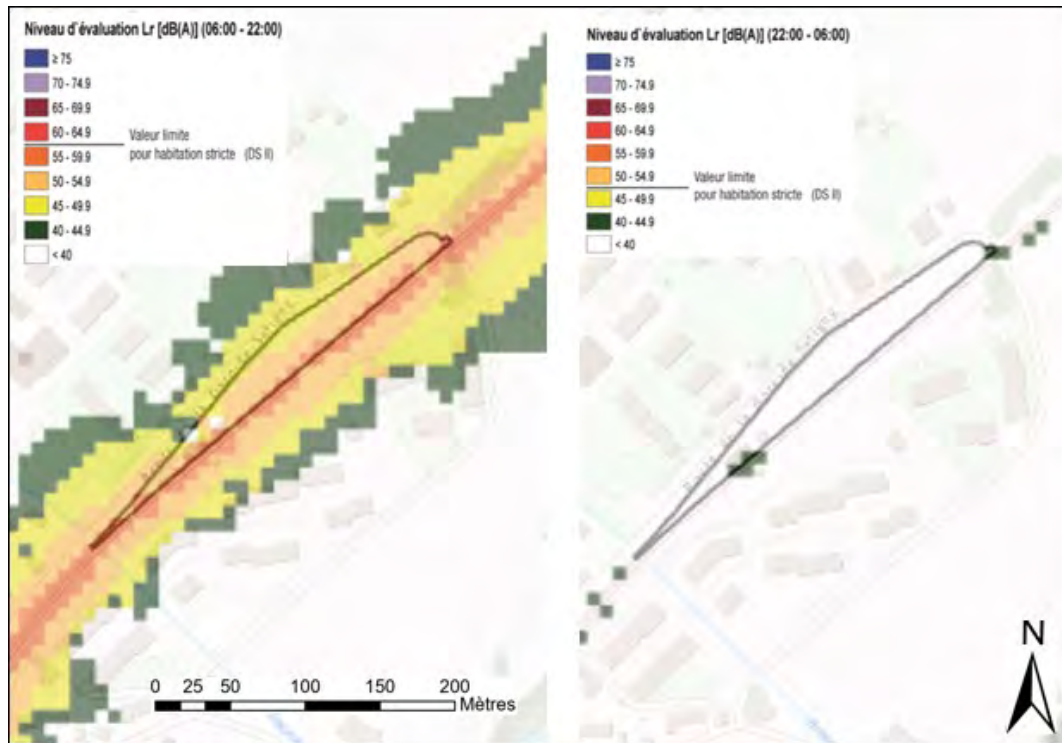 Niveau d'évaluation Lr [dB(A)] (06:00 - 22:00)
≥ 75
70 - 74.9
65 - 69.9
60 - 64.9
55 - 59.9
50 - 54.9
45 - 49.9
40 - 44.9
< 40
Valeur limite
pour habitation stricte (DS II)
0 25 50 100 150 200
Mètres
Niveau d'évaluation Lr [dB(A)] (22:00 - 06:00)
≥ 75
70 - 74.9
65 - 69.9
60 - 64.9
55 - 59.9
50 - 54.9
45 - 49.9
40 - 44.9
< 40
Valeur limite
pour habitation stricte (DS II)
N